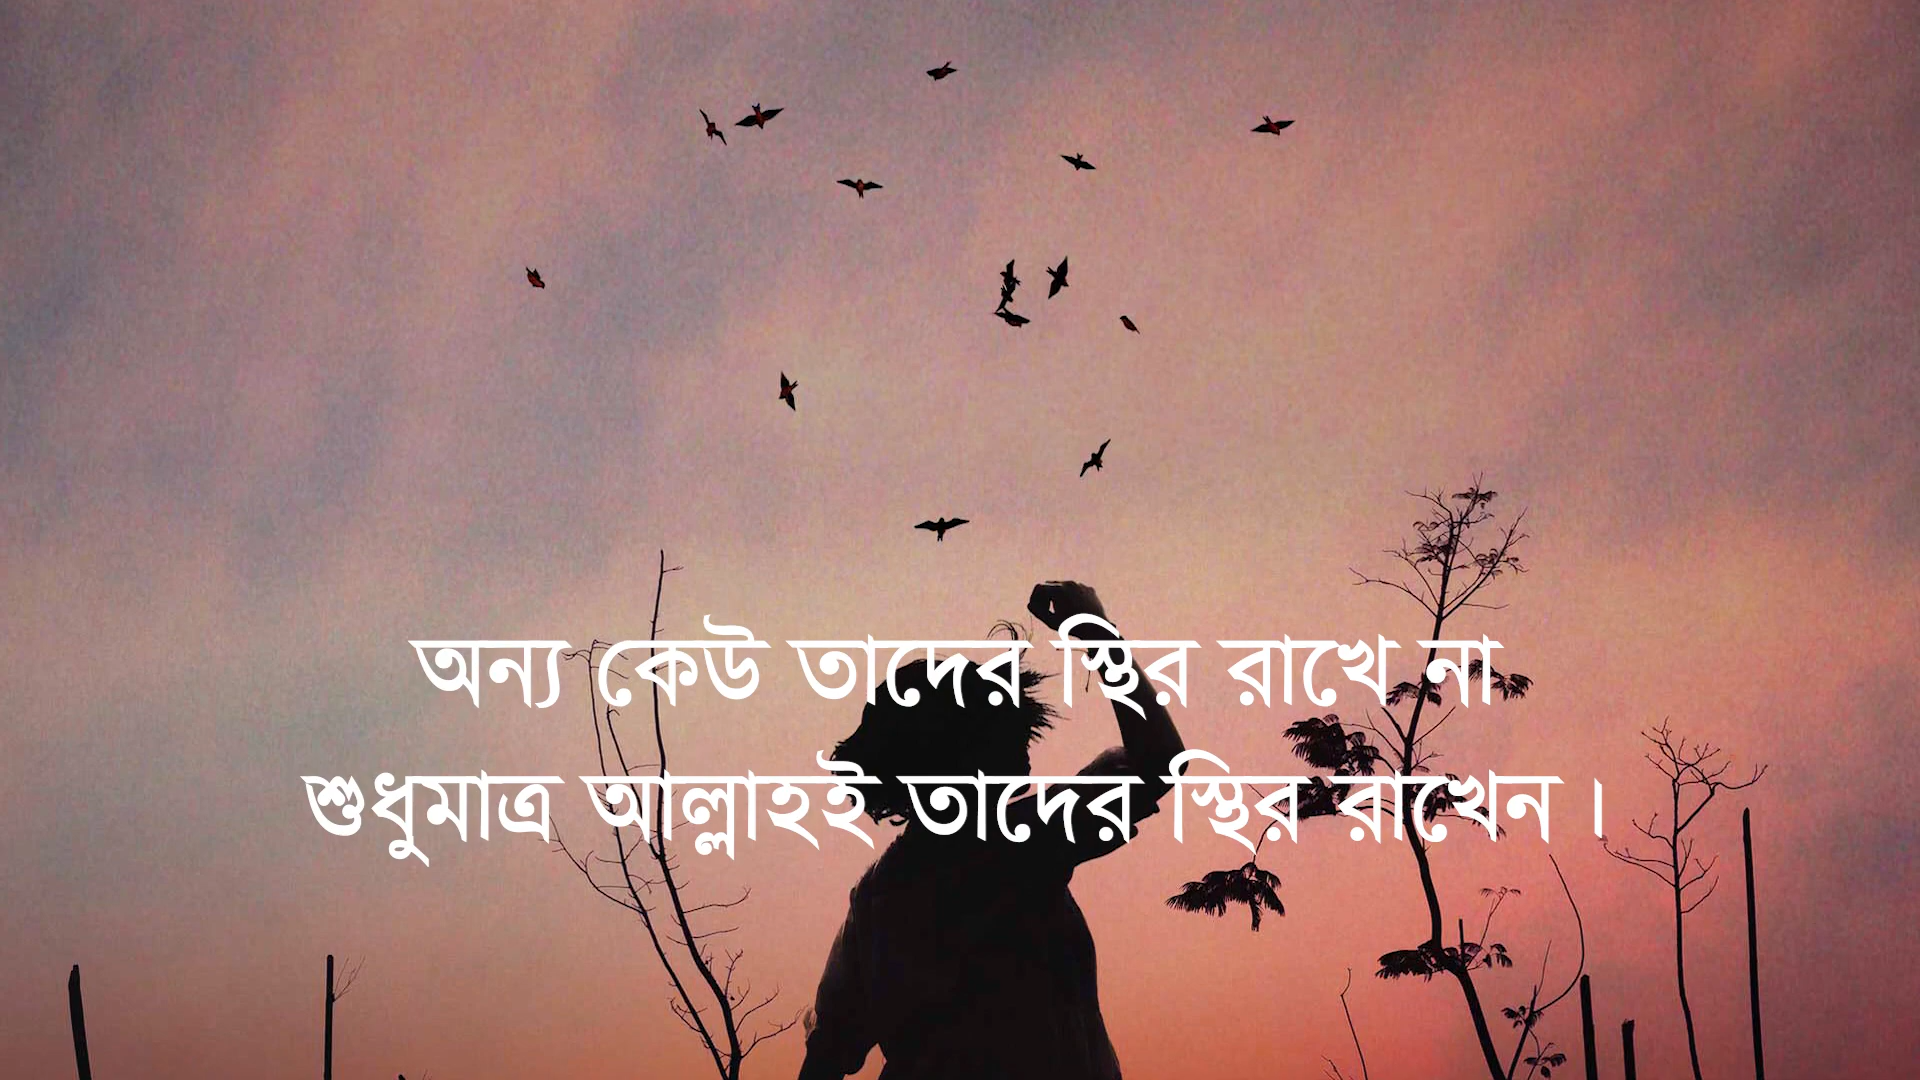 অন্য কেউ তাদের স্থির রাখে না
শুধুমাত্র আল্লাহই তাদের স্থির রাখেন।